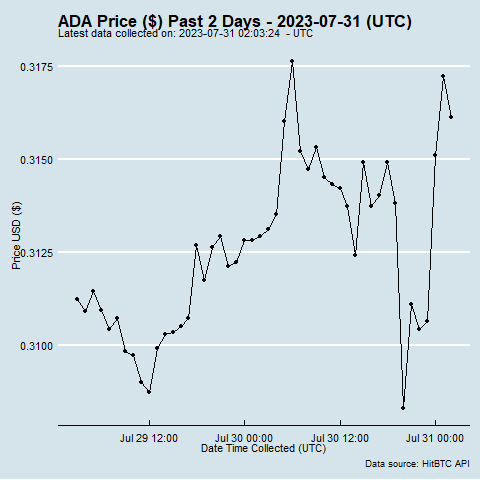 ADA Price ($) Past 2 Days - 2023-07-31 (UTC)
Latest data collected on: 2023-07-31 02:03:24 - UTC
0.3175
0.3150
0.3125
0.3100
Price USD ($)
Jul 29 12:00
Jul 30 00:00
Jul 30 12:00
Jul 31 00:00
Date Time Collected (UTC)
Data source: HitBTC API